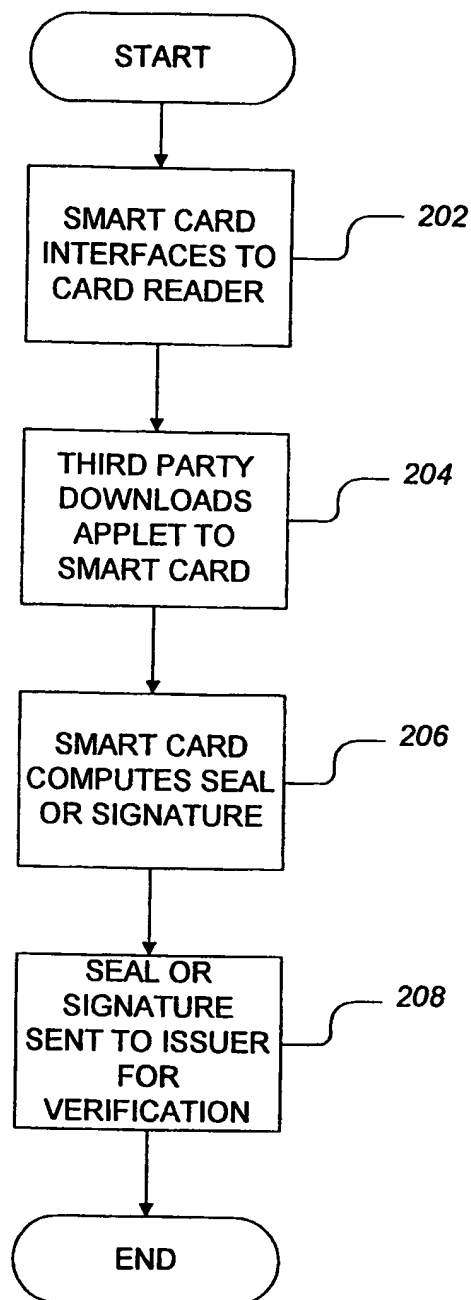 START
SMART CARD
INTERFACES TO
CARD READER
202
THIRD PARTY
DOWNLOADS
APPLET TO
SMART CARD
204
SMART CARD
COMPUTES SEAL
OR SIGNATURE
206
SEAL OR
SIGNATURE
SENT TO ISSUER
FOR
VERIFICATION
208
END